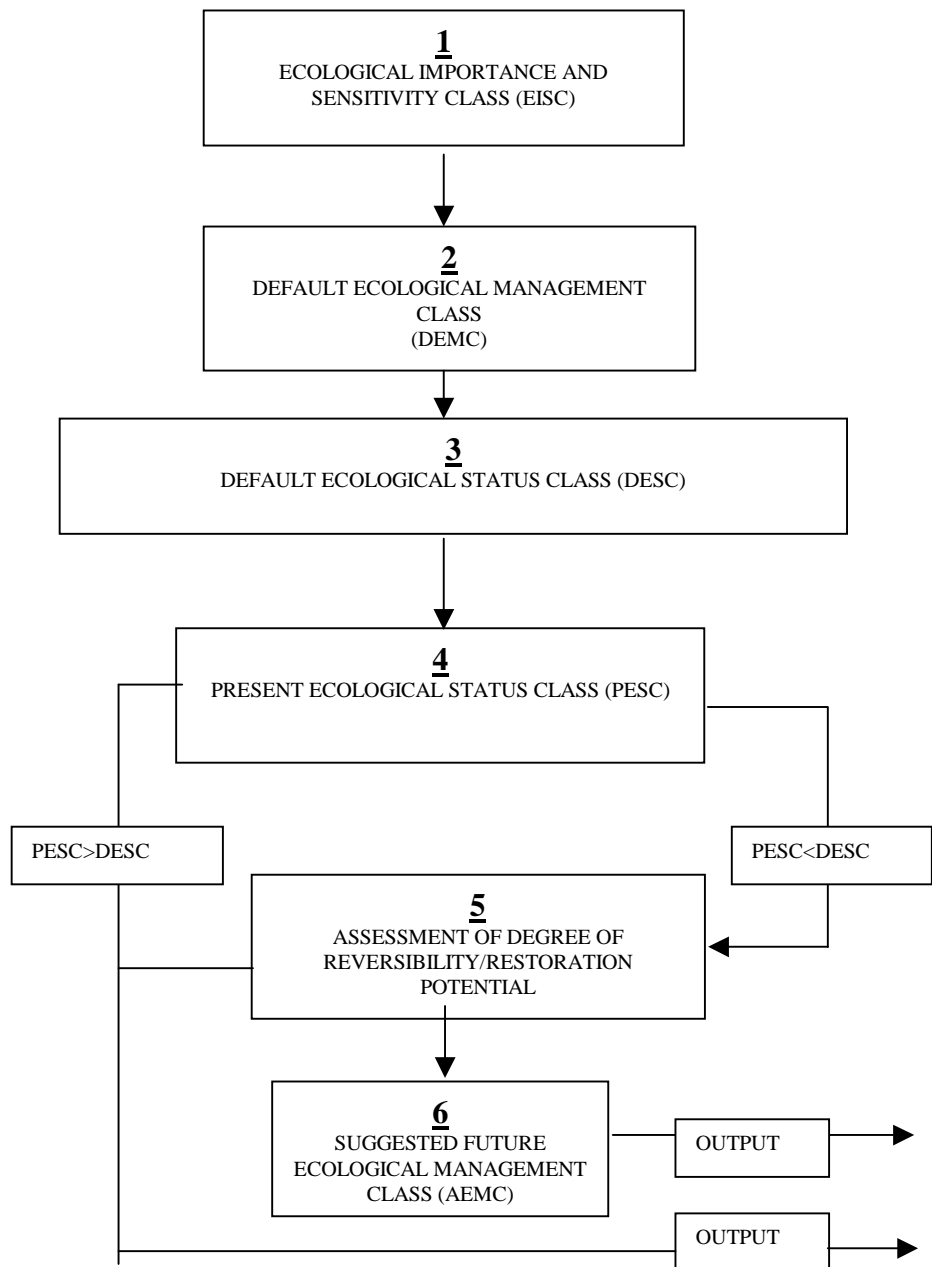 1
ECOLOGICAL IMPORTANCE AND
SENSITIVITY CLASS (EISC)
2
DEFAULT ECOLOGICAL MANAGEMENT
CLASS
(DEMC)
3
DEFAULT ECOLOGICAL STATUS CLASS (DESC)
4
PRESENT ECOLOGICAL STATUS CLASS (PESC)
PESC>DESC
PESC<DESC
5
ASSESSMENT OF DEGREE OF
REVERSIBILITY/RESTORATION
POTENTIAL
6
SUGGESTED FUTURE
ECOLOGICAL MANAGEMENT
CLASS (AEMC)
OUTPUT
OUTPUT